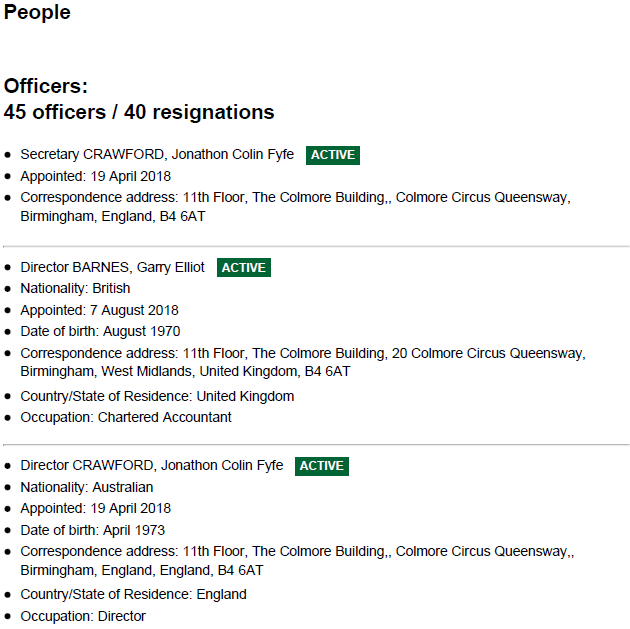 People
Officers:
45 officers / 40 resignations
Secretary CRAWFORD, Jonathon Colin Fyfe ACTIVE
Appointed: 19 April 2018
Correspondence address: 11th Floor, The Colmore Building,, Colmore Circus Queensway,
Birmingham, England, B4 6AT
Director BARNES, Garry Elliot ACTIVE
Nationality: British
Appointed: 7 August 2018
Date of birth: August 1970
Correspondence address: 11th Floor, The Colmore Building, 20 Colmore Circus Queensway,
Birmingham, West Midlands, United Kingdom, B4 6AT
Country/State of Residence: United Kingdom
Occupation: Chartered Accountant
Director CRAWFORD, Jonathon Colin Fyfe ACTIVE
Nationality: Australian
Appointed: 19 April 2018
Date of birth: April 1973
Correspondence address: 11th Floor, The Colmore Building,, Colmore Circus Queensway,,
Birmingham, England, England, B4 6AT
Country/State of Residence: England
Occupation: Director